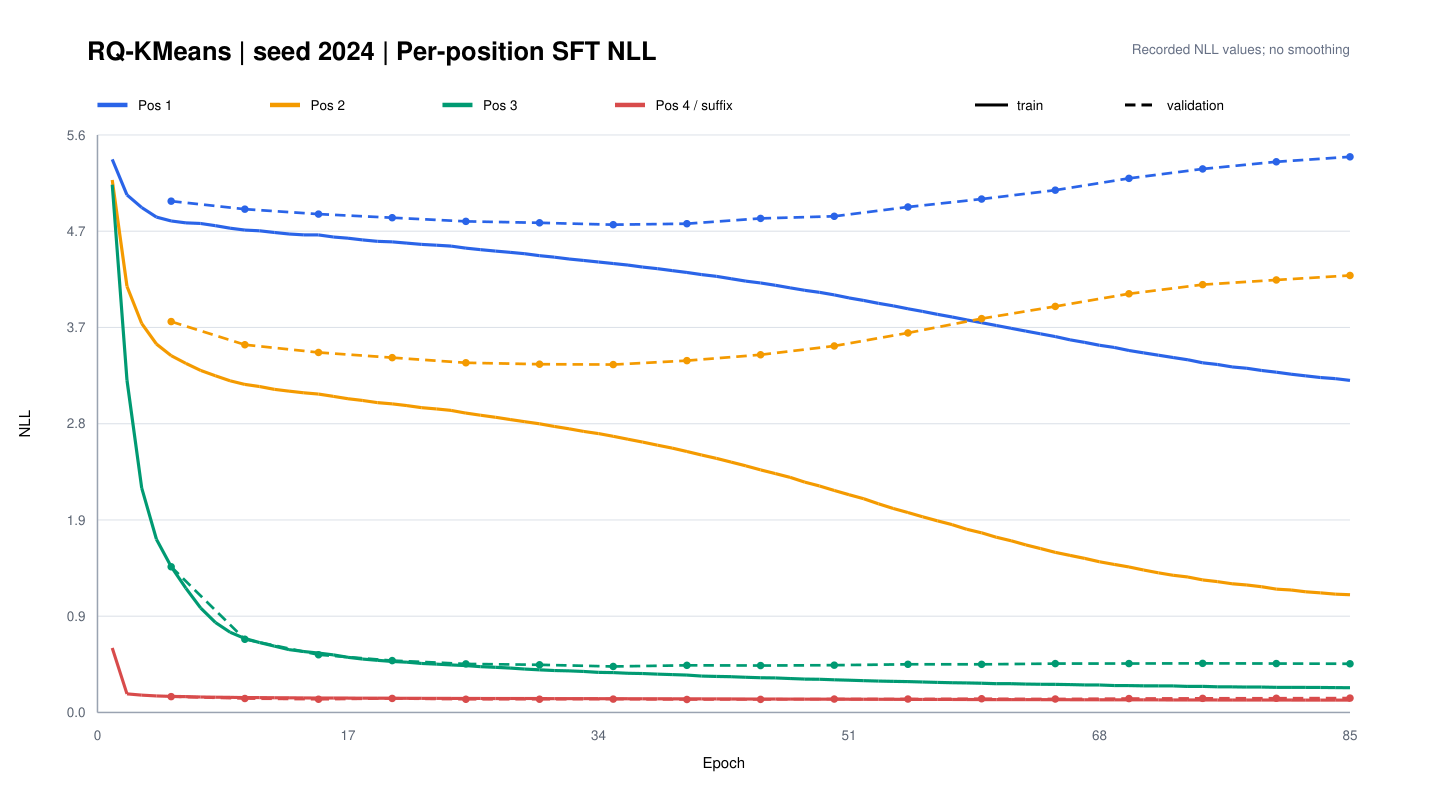 RQ-KMeans | seed 2024 | Per-position SFT NLL
Recorded NLL values; no smoothing
Pos 1
Pos 2
Pos 3
Pos 4 / suffix
train
validation
5.6
4.7
3.7
2.8
1.9
0.9
0.0
NLL
0
17
34
51
68
85
Epoch